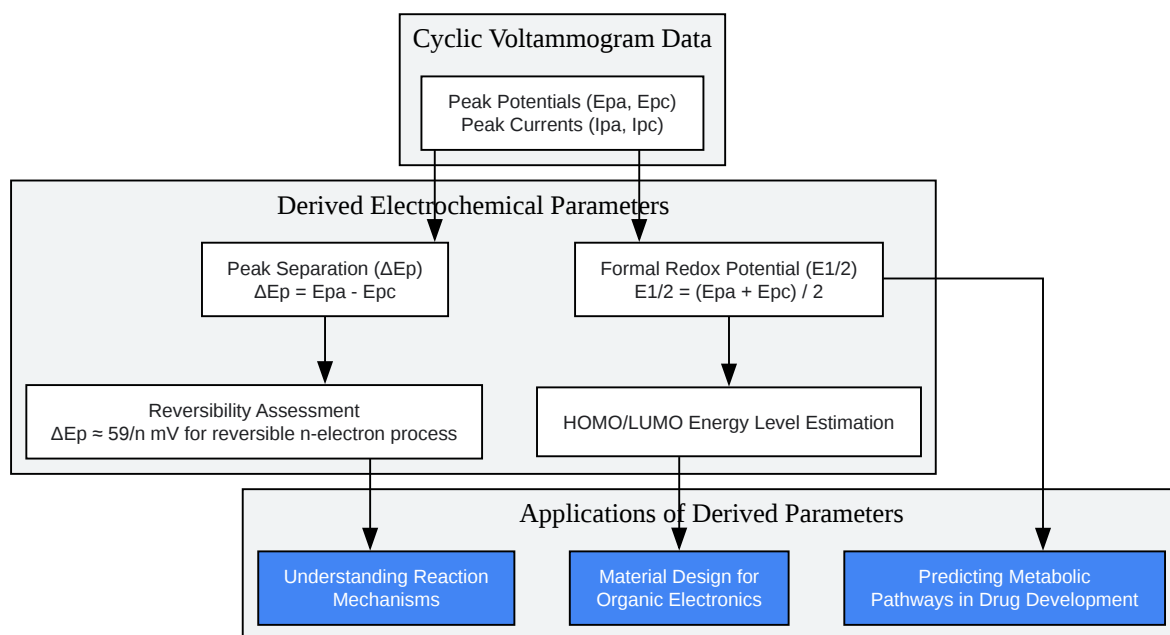 Cyclic Voltammogram Data
Peak Potentials (Epa, Epc)
Peak Currents (Ipa, Ipc)
Derived Electrochemical Parameters
Peak Separation (ΔEp)
ΔEp = Epa - Epc
Formal Redox Potential (E1/2)
E1/2 = (Epa + Epc) / 2
Reversibility Assessment
ΔEp ≈ 59/n mV for reversible n-electron process
HOMO/LUMO Energy Level Estimation
Applications of Derived Parameters
Understanding Reaction
Mechanisms
Material Design for
Organic Electronics
Predicting Metabolic
Pathways in Drug Development